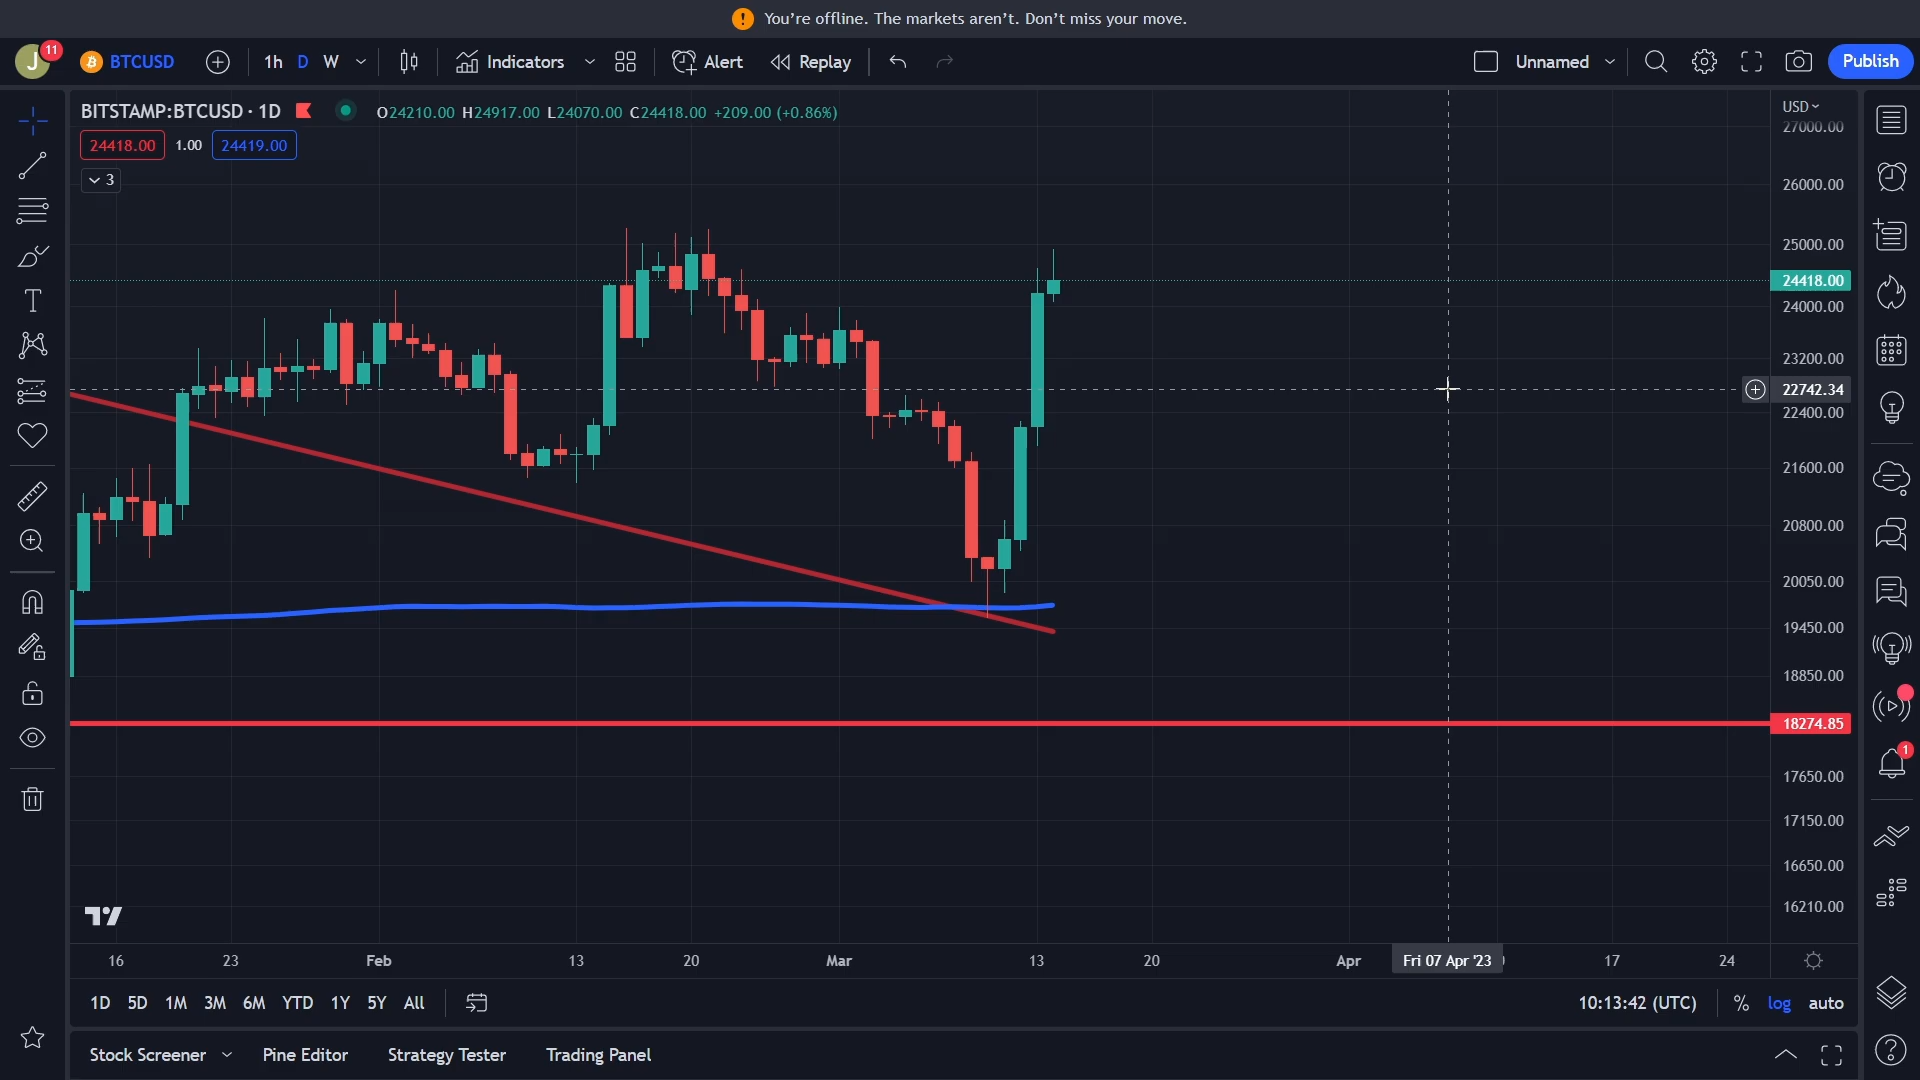 You're offline. The markets aren't. Don't miss your move.
J 11 BTCUSD 1h D W Indicators Alert Replay Unnamed Publish
BITSTAMP:BTCUSD · 1D O24210.00 H24917.00 L24070.00 C24418.00 +209.00 (+0.86%)
24418.00 1.00 24419.00
3
USD
27000.00
26000.00
25000.00
24418.00
24000.00
23200.00
22742.34
22400.00
21600.00
20800.00
20050.00
19450.00
18850.00
18274.85
17650.00
17150.00
16650.00
16210.00
1
16 23 Feb 13 20 Mar 13 20 Apr Fri 07 Apr '23 17 24
1D 5D 1M 3M 6M YTD 1Y 5Y All 10:13:42 (UTC) % log auto
Stock Screener Pine Editor Strategy Tester Trading Panel